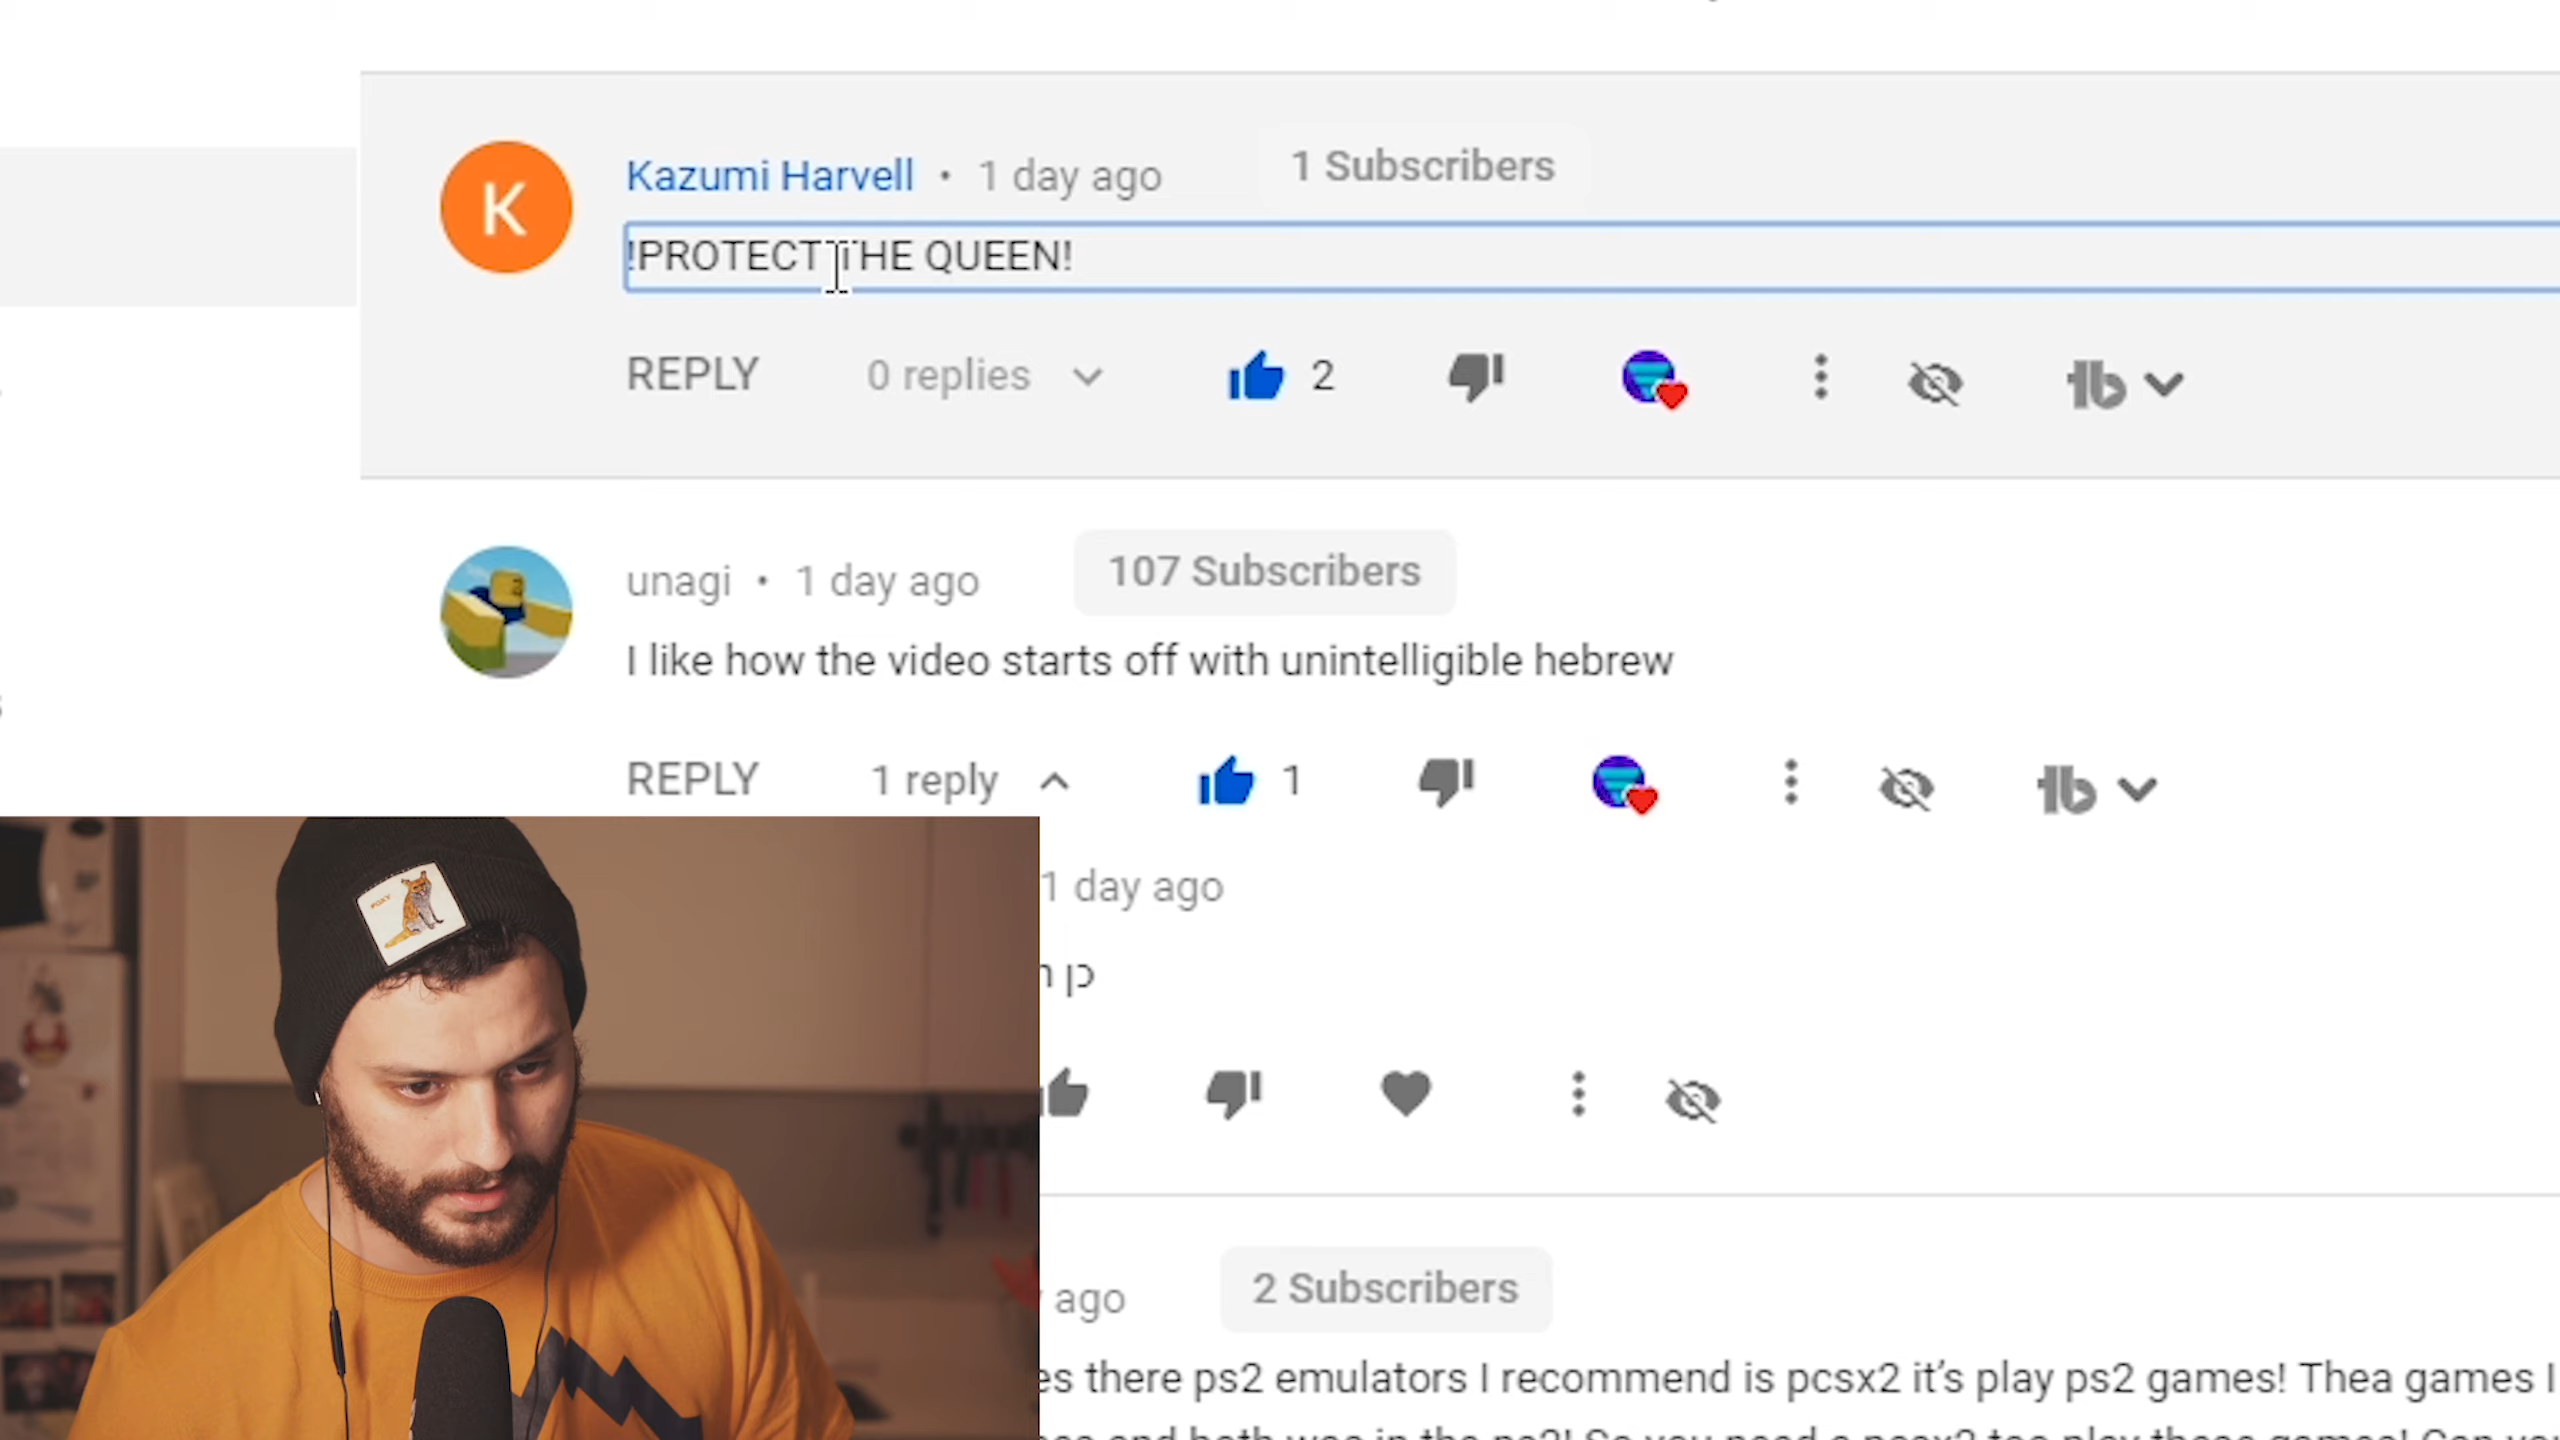 K
Kazumi Harvell • 1 day ago
1 Subscribers
!PROTECT THE QUEEN!
REPLY
0 replies
2
unagi • 1 day ago
107 Subscribers
I like how the video starts off with unintelligible hebrew
REPLY
1 reply
1
1 day ago
FOXY
ago
2 Subscribers
es there ps2 emulators I recommend is pcsx2 it's play ps2 games! Thea games I